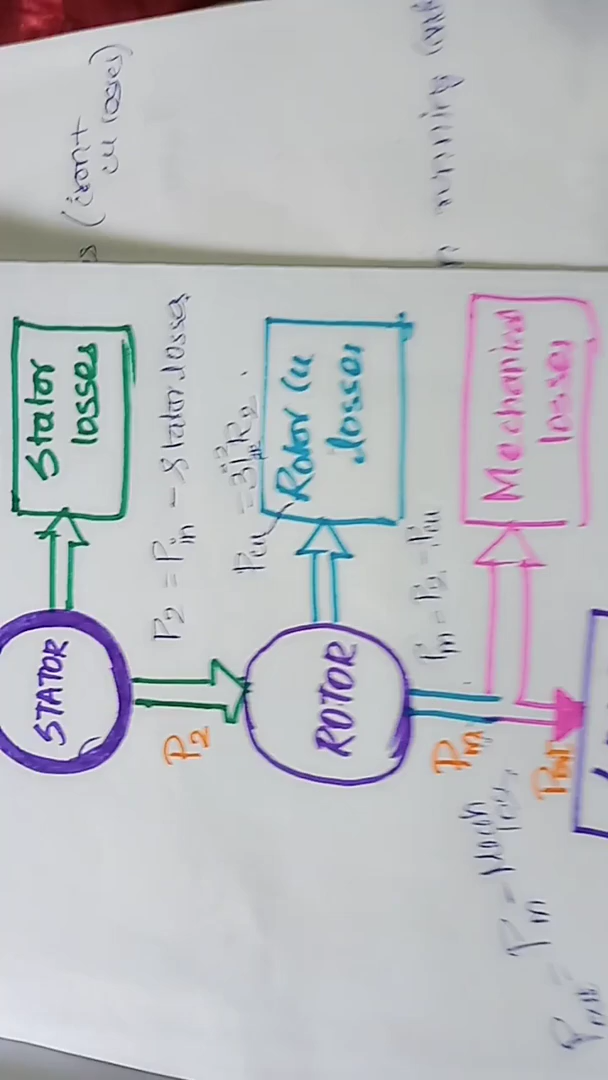 (iron+
cu losses)
running
Stator
losses
P2 = Pin - Stator losses
STATOR
P2
Pcu = 3I2²R2
Rotor cu
losses
ROTOR
Pm = P2 - Pcu
Pm
Mechanical
losses
Pout
Pout = Pm - Mech